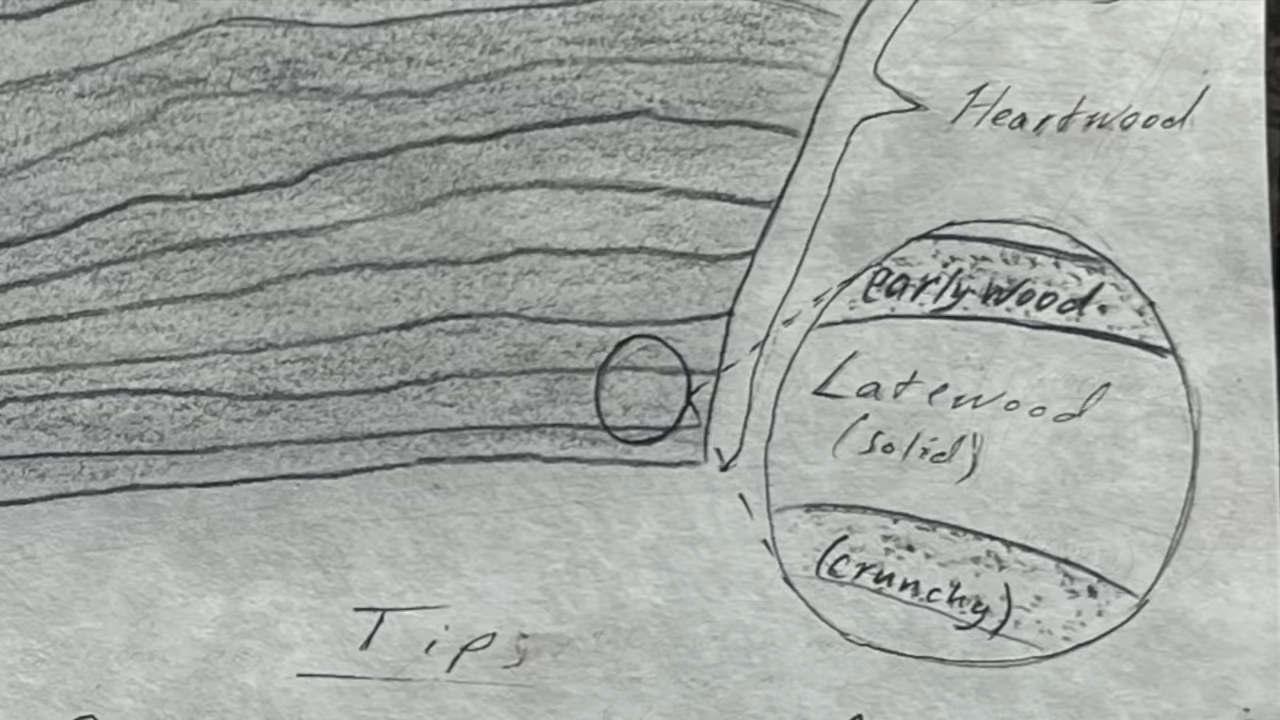 Heartwood
earlywood
Latewood
(solid)
(crunchy)
Tips